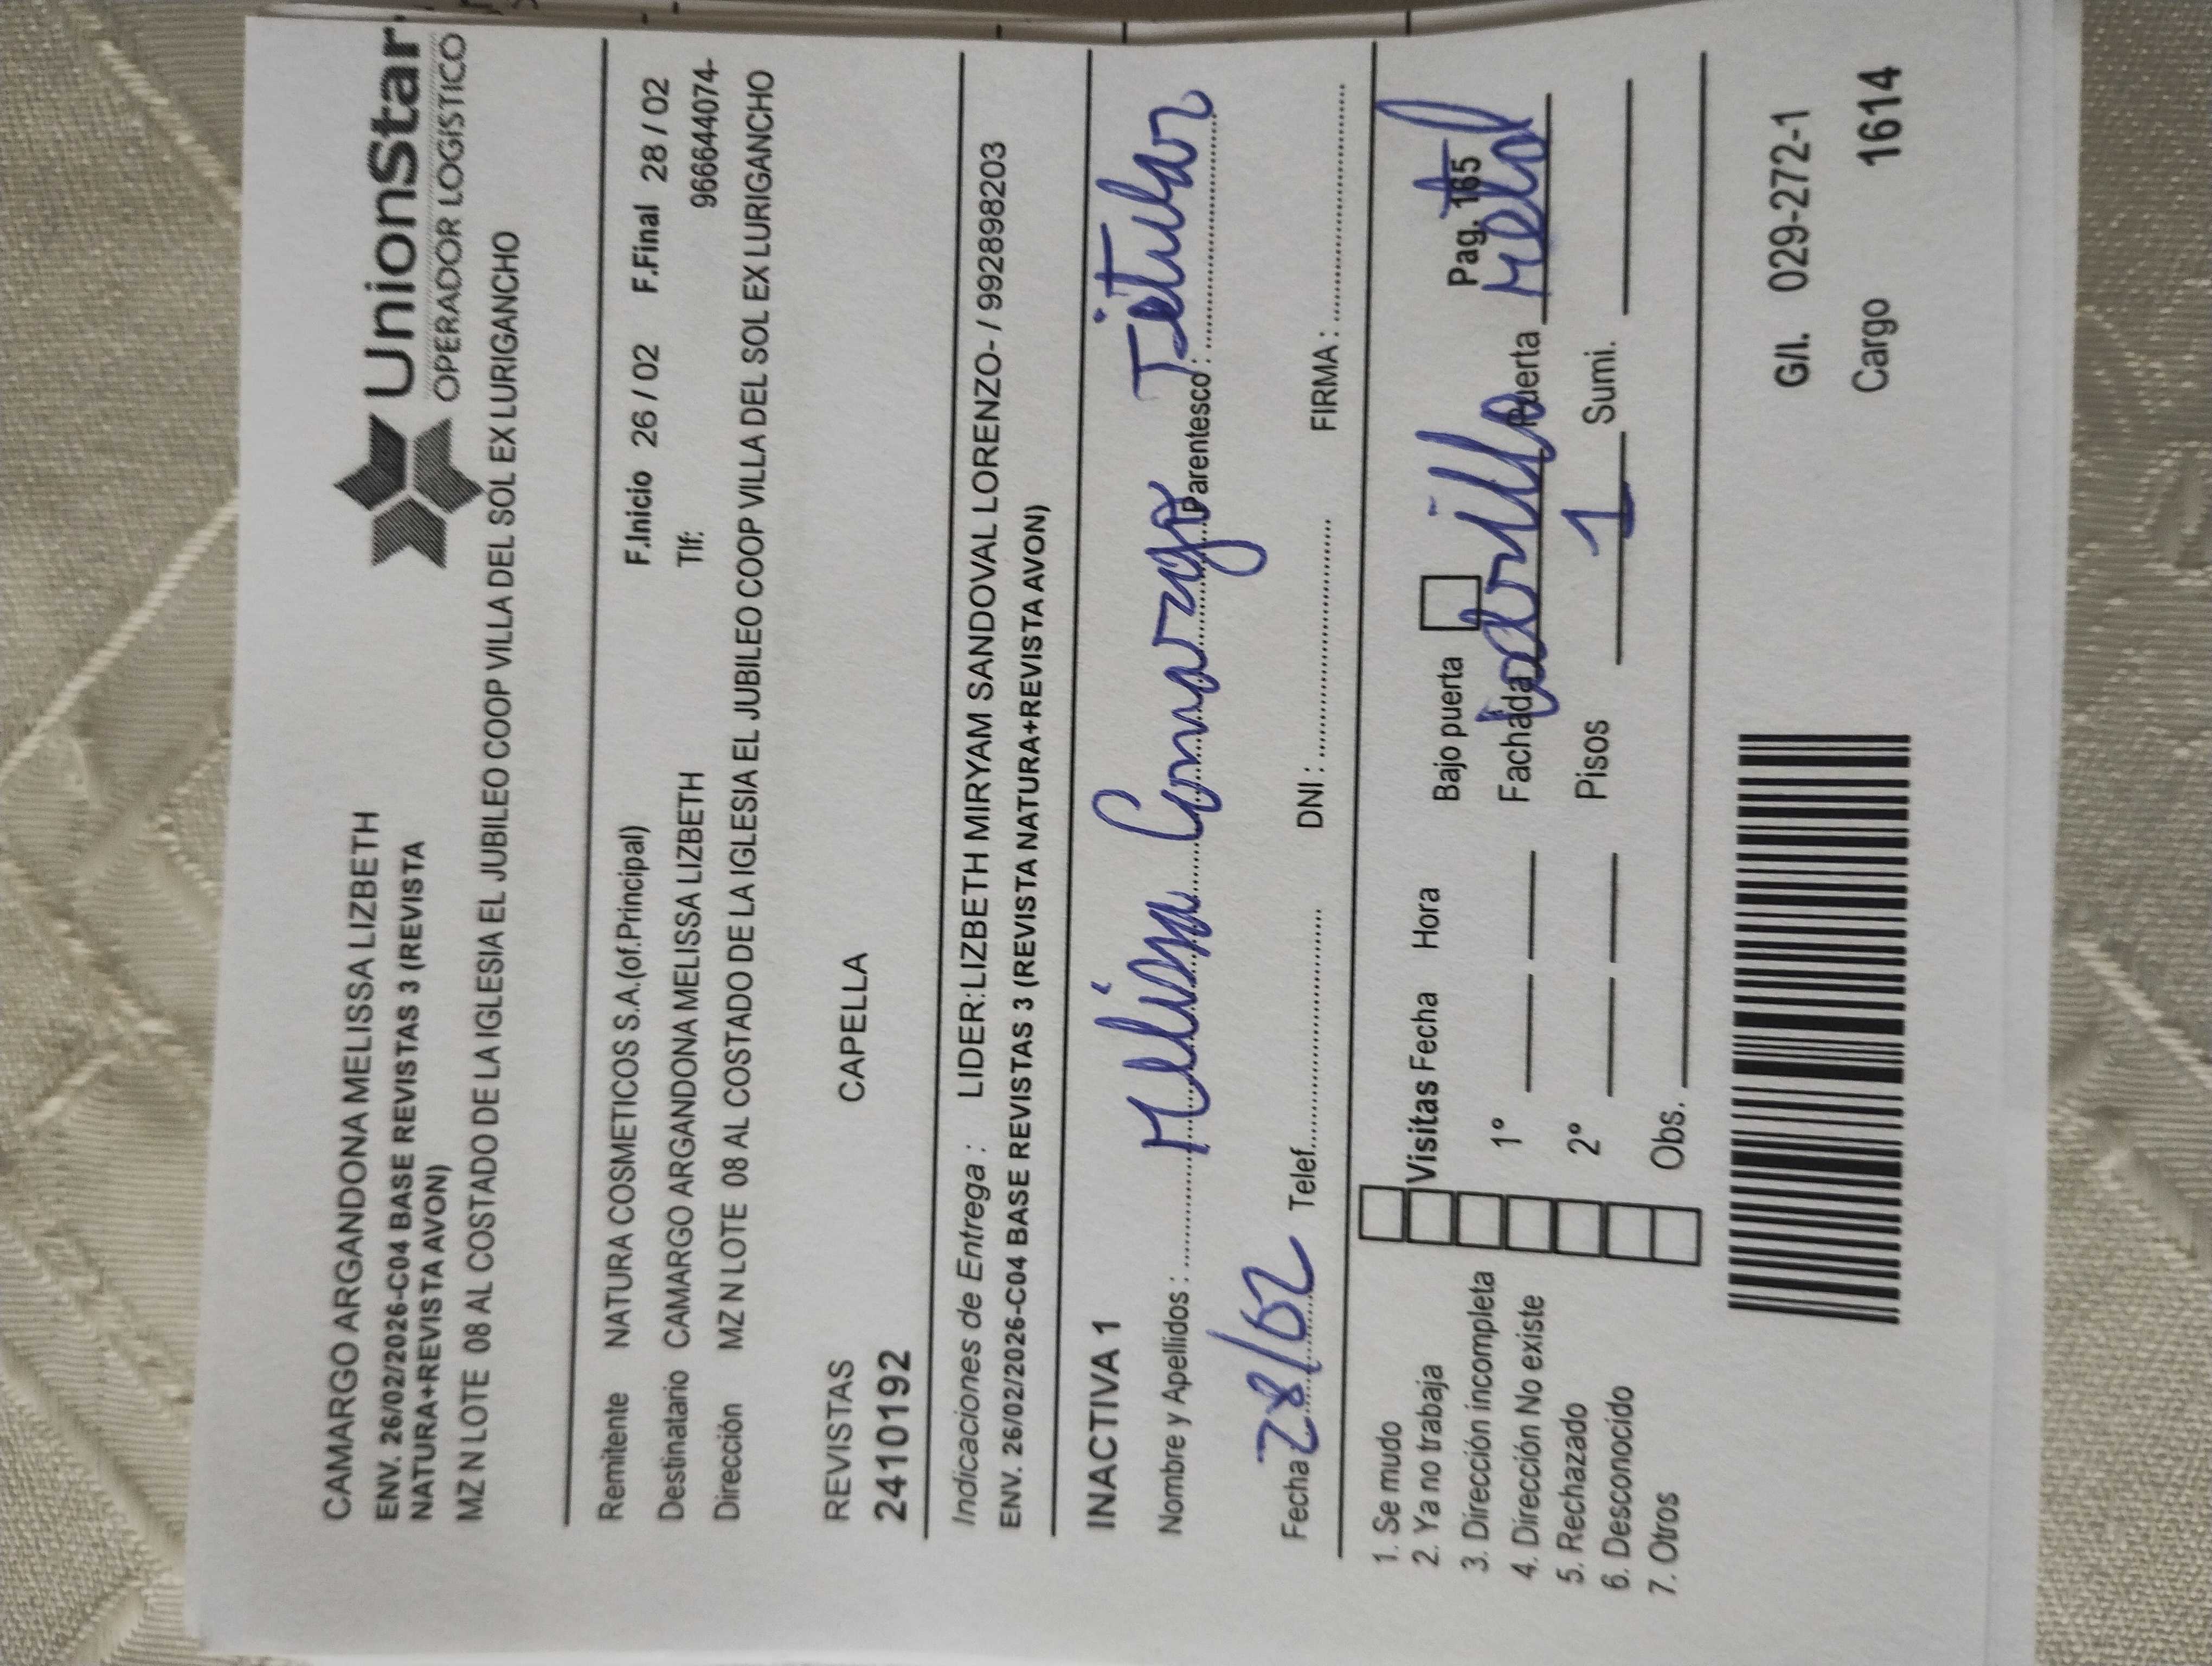 UnionStar
OPERADOR LOGISTICO
CAMARGO ARGANDONA MELISSA LIZBETH
ENV. 26/02/2026-C04 BASE REVISTAS 3 (REVISTA
NATURA+REVISTA AVON)
MZ N LOTE 08 AL COSTADO DE LA IGLESIA EL JUBILEO COOP VILLA DEL SOL EX LURIGANCHO
Remitente NATURA COSMETICOS S.A.(of.Principal) F.Inicio 26 / 02 F.Final 28 / 02
Destinatario CAMARGO ARGANDONA MELISSA LIZBETH Tlf: 966644074-
Dirección MZ N LOTE 08 AL COSTADO DE LA IGLESIA EL JUBILEO COOP VILLA DEL SOL EX LURIGANCHO
REVISTAS CAPELLA
24101192
Indicaciones de Entrega : LIDER:LIZBETH MIRYAM SANDOVAL LORENZO- / 992898203
ENV. 26/02/2026-C04 BASE REVISTAS 3 (REVISTA NATURA+REVISTA AVON)
INACTIVA 1
Nombre y Apellidos : Melissa Camargo Parentesco : Titular
Fecha 28/02 Telef. DNI : FIRMA :
1. Se mudo
2. Ya no trabaja Visitas Fecha Hora Bajo puerta Pag. 165
3. Dirección incompleta
4. Dirección No existe 1º Fachada ladrillo Puerta Metal
5. Rechazado
6. Desconocido 2º Pisos 1 Sumi.
7. Otros Obs.
G/I. 029-272-1
Cargo 1614